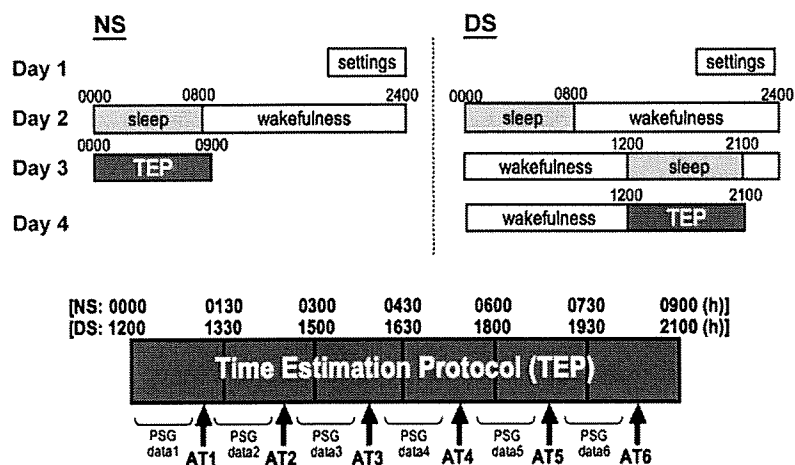 NS DS
Day 1 settings settings
0000 0800 2400 0000 0800 2400
Day 2 sleep wakefulness sleep wakefulness
0000 0900 1200 2100
Day 3 TEP wakefulness sleep
1200 2100
Day 4 wakefulness TEP
[NS: 0000 0130 0300 0430 0600 0730 0900 (h)]
[DS: 1200 1330 1500 1630 1800 1930 2100 (h)]
Time Estimation Protocol (TEP)
PSG PSG PSG PSG PSG PSG
data1 AT1 data2 AT2 data3 AT3 data4 AT4 data5 AT5 data6 AT6